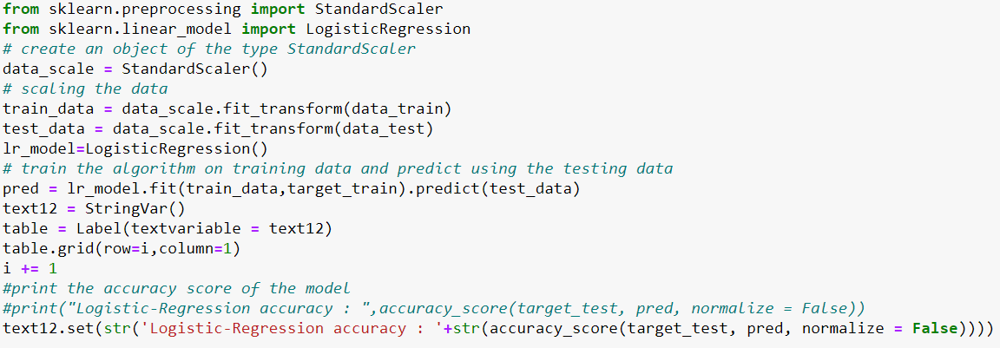 from sklearn.preprocessing import StandardScaler
from sklearn.linear_model import LogisticRegression
# create an object of the type StandardScaler
data_scale = StandardScaler()
# scaling the data
train_data = data_scale.fit_transform(data_train)
test_data = data_scale.fit_transform(data_test)
lr_model=LogisticRegression()
# train the algorithm on training data and predict using the testing data
pred = lr_model.fit(train_data,target_train).predict(test_data)
text12 = StringVar()
table = Label(textvariable = text12)
table.grid(row=i,column=1)
i += 1
#print the accuracy score of the model
#print("Logistic-Regression accuracy : ",accuracy_score(target_test, pred, normalize = False))
text12.set(str('Logistic-Regression accuracy : '+str(accuracy_score(target_test, pred, normalize = False))))